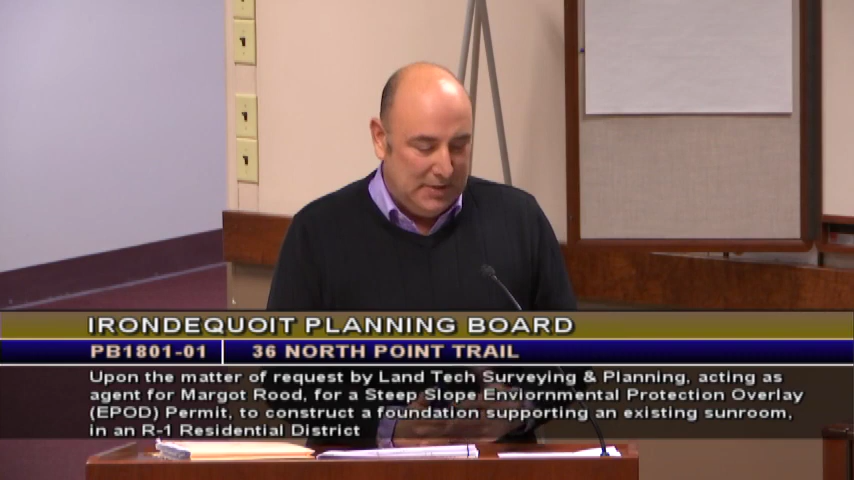 IRONDEQUOIT PLANNING BOARD
PB1801-01 36 NORTH POINT TRAIL
Upon the matter of request by Land Tech Surveying & Planning, acting as
agent for Margot Rood, for a Steep Slope Enviornmental Protection Overlay
(EPOD) Permit, to construct a foundation supporting an existing sunroom,
in an R-1 Residential District